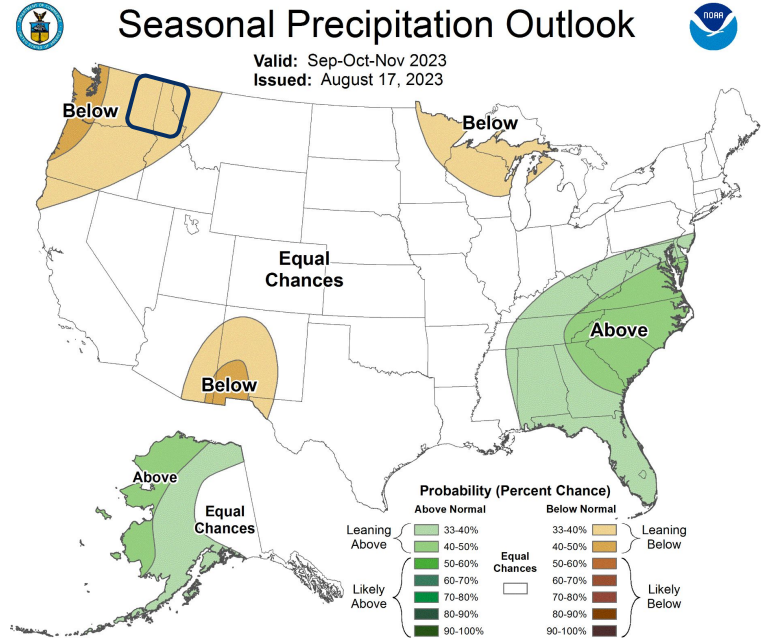 Seasonal Precipitation Outlook
NOAA
Valid: Sep-Oct-Nov 2023
Issued: August 17, 2023
Below
Below
Equal
Chances
Above
Below
Above
Equal
Chances
Probability (Percent Chance)
Above Normal
Below Normal
Leaning
Above
33-40%
40-50%
Likely
Above
50-60%
60-70%
70-80%
80-90%
90-100%
Equal
Chances
33-40%
40-50%
Leaning
Below
50-60%
60-70%
70-80%
80-90%
90-100%
Likely
Below